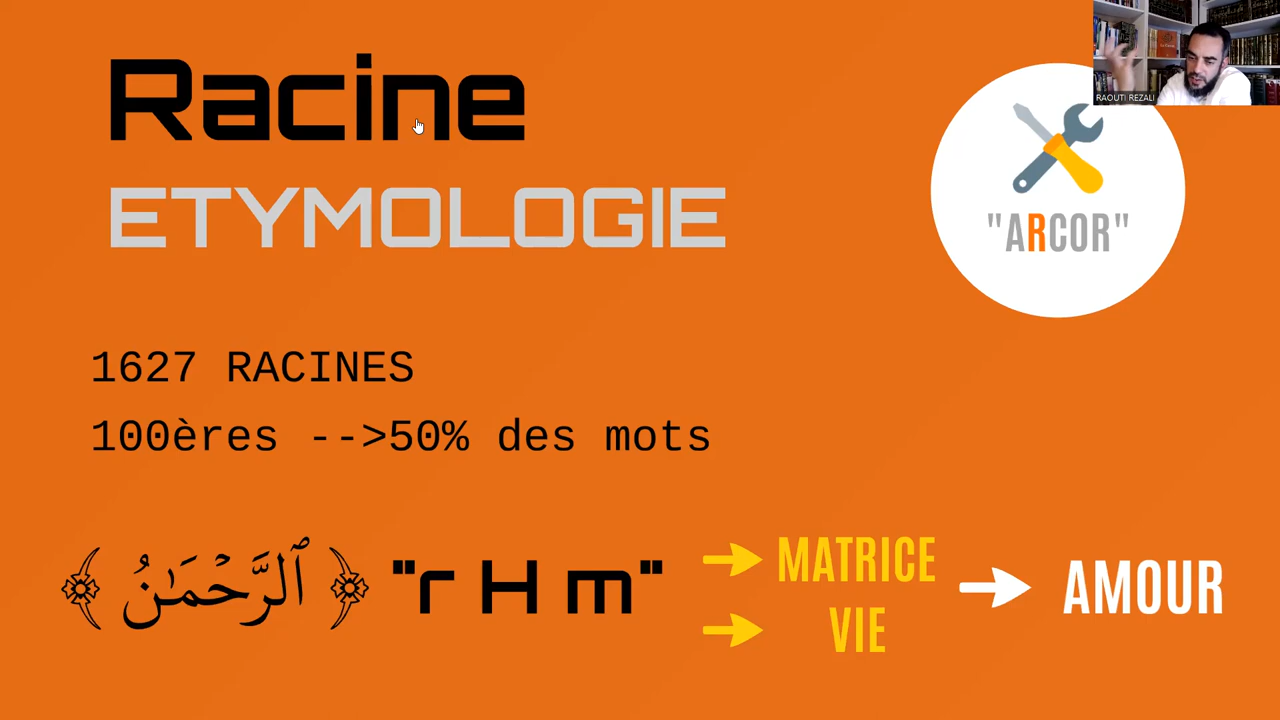 Racine
ETYMOLOGIE
RAOUTI REZALI
"ARCOR"
1627 RACINES
100ères -->50% des mots
﴿ ٱلرَّحْمَـٰنُ ﴾ "r H m"
MATRICE
VIE
AMOUR